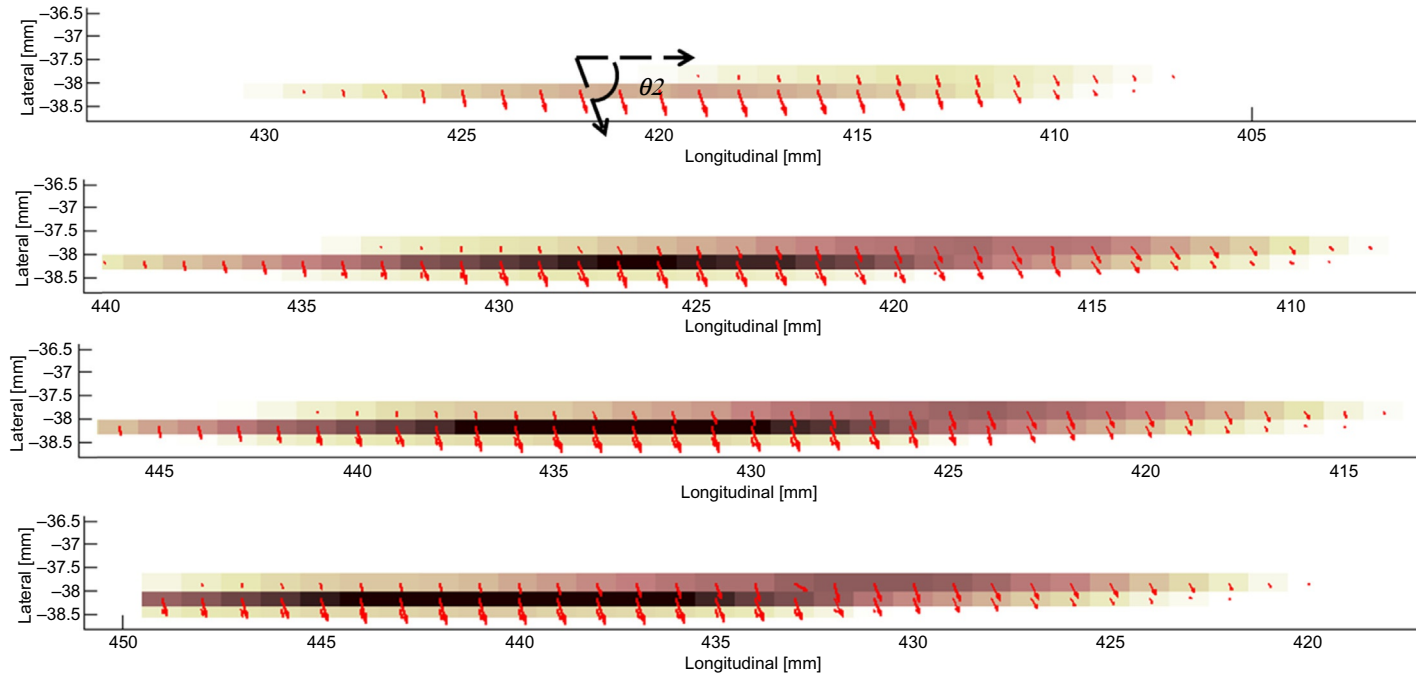 –36.5
–37
–37.5
–38
–38.5
Lateral [mm]
θ2
430 425 420 415 410 405
Longitudinal [mm]
–36.5
–37
–37.5
–38
–38.5
Lateral [mm]
440 435 430 425 420 415 410
Longitudinal [mm]
–36.5
–37
–37.5
–38
–38.5
Lateral [mm]
445 440 435 430 425 420 415
Longitudinal [mm]
–36.5
–37
–37.5
–38
–38.5
Lateral [mm]
450 445 440 435 430 425 420
Longitudinal [mm]